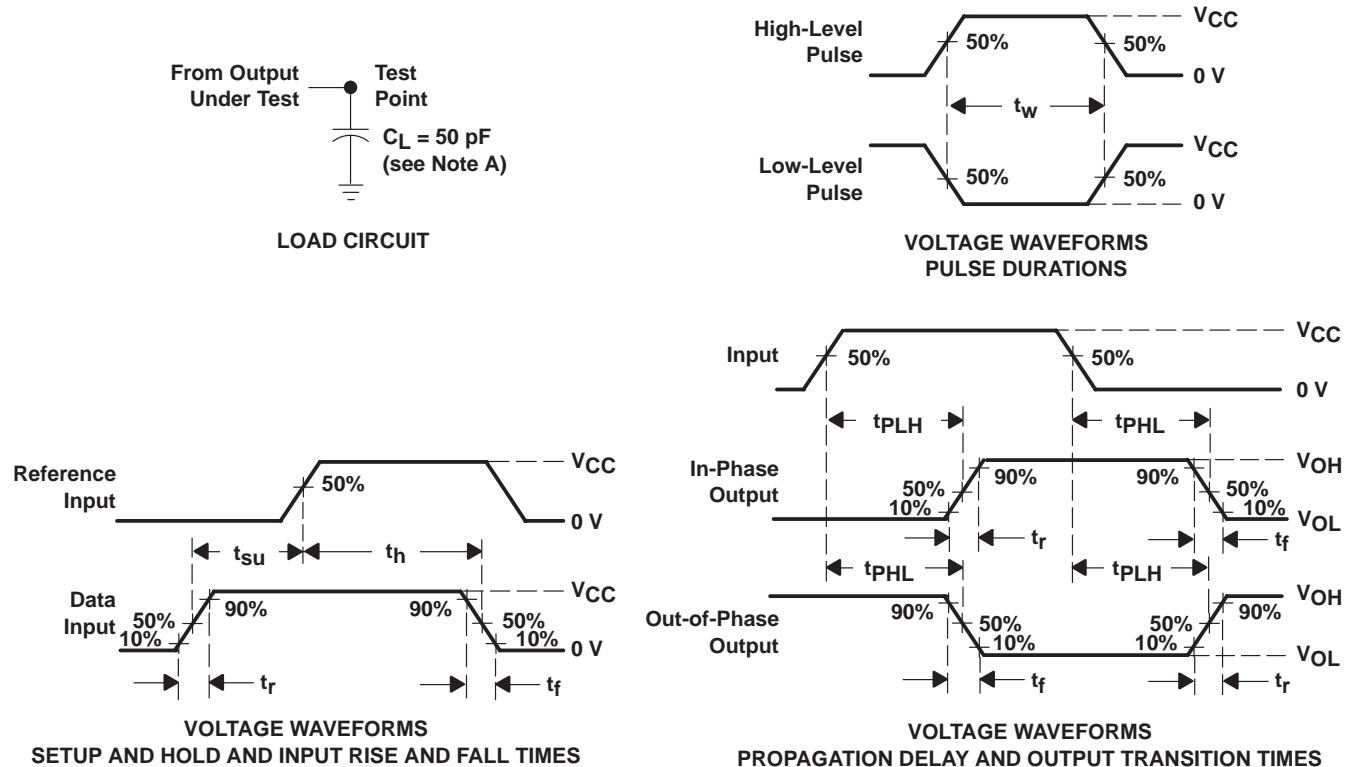 From Output
Under Test
Test
Point
CL = 50 pF
(see Note A)
LOAD CIRCUIT
High-Level
Pulse
50%
50%
VCC
0 V
tw
Low-Level
Pulse
50%
50%
VCC
0 V
VOLTAGE WAVEFORMS
PULSE DURATIONS
Reference
Input
50%
VCC
0 V
tsu
th
Data
Input
50%
10%
90%
90%
50%
10%
VCC
0 V
tr
tf
VOLTAGE WAVEFORMS
SETUP AND HOLD AND INPUT RISE AND FALL TIMES
Input
50%
50%
VCC
0 V
tPLH
tPHL
In-Phase
Output
50%
10%
90%
90%
50%
10%
VOH
VOL
tr
tf
tPHL
tPLH
Out-of-Phase
Output
90%
50%
10%
50%
10%
90%
VOH
VOL
tf
tr
VOLTAGE WAVEFORMS
PROPAGATION DELAY AND OUTPUT TRANSITION TIMES